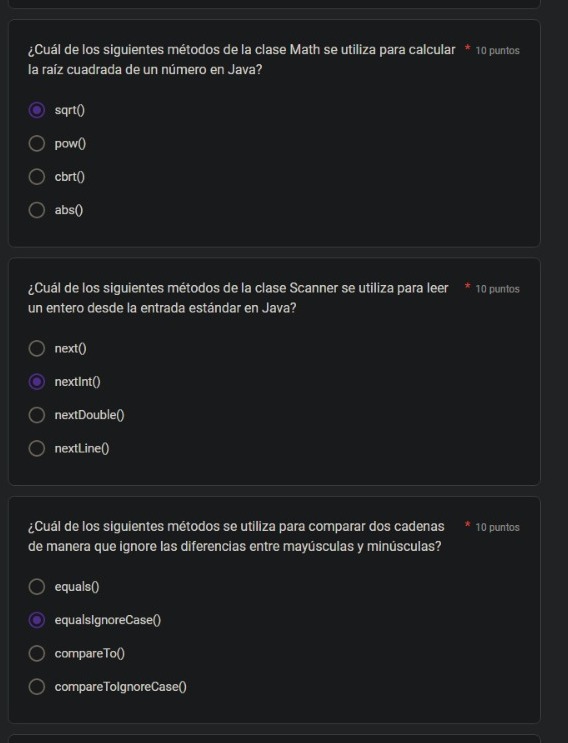 ¿Cuál de los siguientes métodos de la clase Math se utiliza para calcular * 10 puntos
la raíz cuadrada de un número en Java?
sqrt()
pow()
cbrt()
abs()
¿Cuál de los siguientes métodos de la clase Scanner se utiliza para leer * 10 puntos
un entero desde la entrada estándar en Java?
next()
nextInt()
nextDouble()
nextLine()
¿Cuál de los siguientes métodos se utiliza para comparar dos cadenas * 10 puntos
de manera que ignore las diferencias entre mayúsculas y minúsculas?
equals()
equalsIgnoreCase()
compareTo()
compareToIgnoreCase()